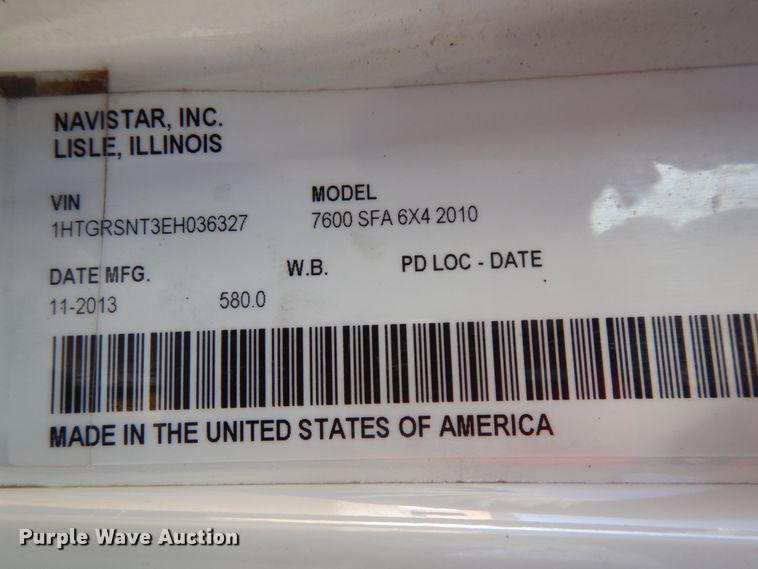 NAVISTAR, INC.
LISLE, ILLINOIS
VIN MODEL
1HTGRSNT3EH036327 7600 SFA 6X4 2010
DATE MFG. W.B. PD LOC - DATE
11-2013 580.0
MADE IN THE UNITED STATES OF AMERICA
Purple Wave Auction